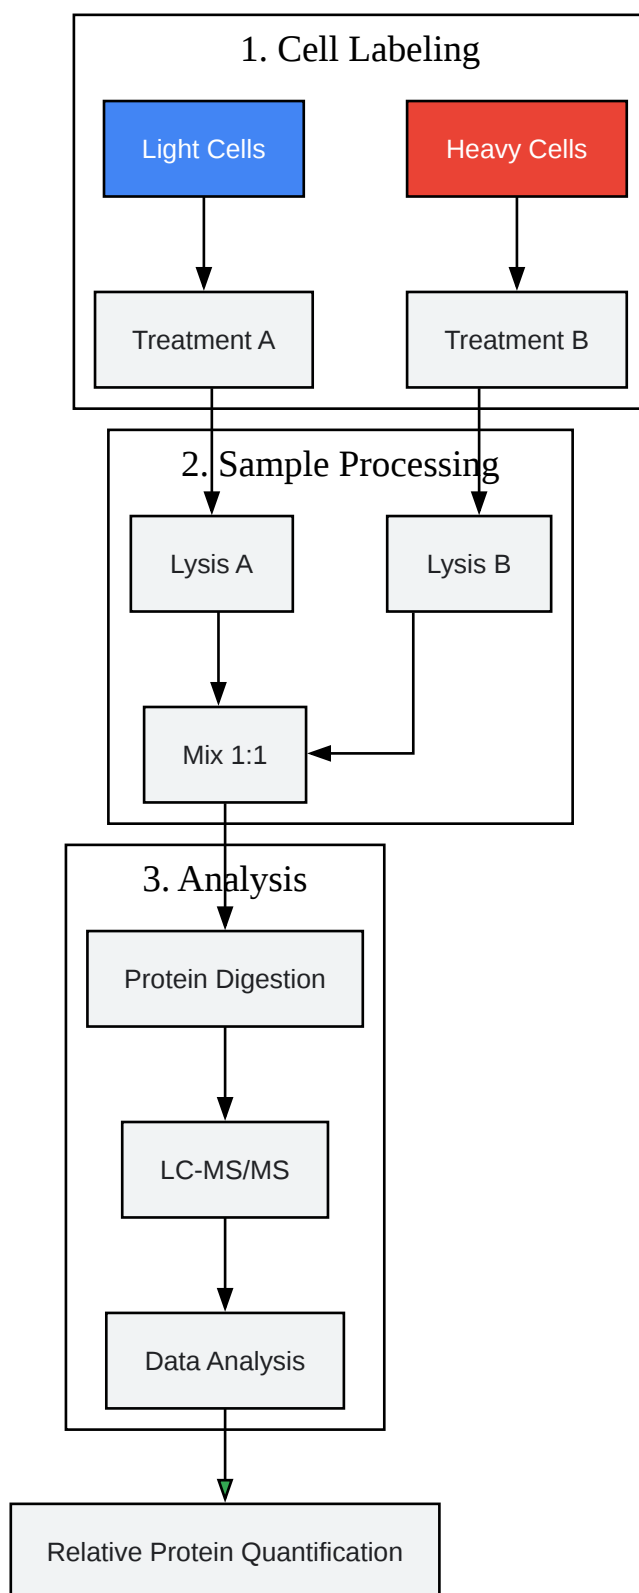 1. Cell Labeling
Light Cells
Heavy Cells
Treatment A
Treatment B
2. Sample Processing
Lysis A
Lysis B
Mix 1:1
3. Analysis
Protein Digestion
LC-MS/MS
Data Analysis
Relative Protein Quantification